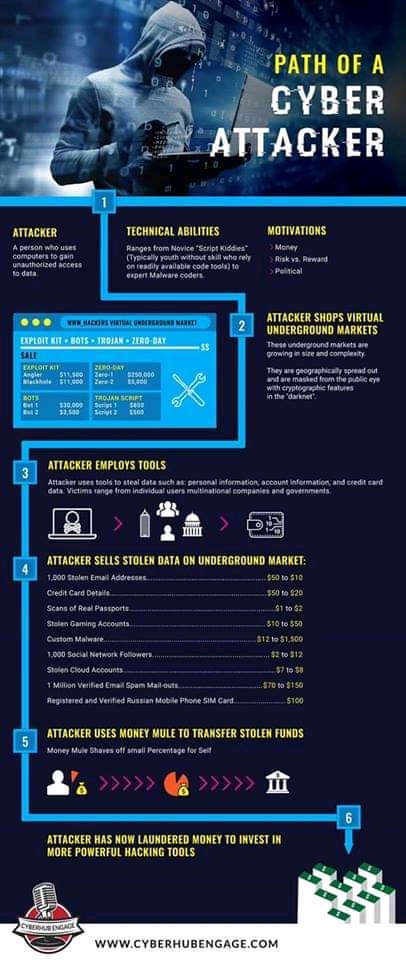 PATH OF A
CYBER
ATTACKER
1
ATTACKER
A person who uses
computers to gain
unauthorized access
to data.
TECHNICAL ABILITIES
Ranges from Novice "Script Kiddies"
(Typically youth without skill who rely
on readily available code tools) to
expert Malware coders.
MOTIVATIONS
Money
Risk vs. Reward
Political
WWW.HACKERS VIRTUAL UNDERGROUND MARKET
EXPLOIT KIT • BOTS • TROJAN • ZERO-DAY
SALE
$$
EXPLOIT KIT
Angler $11,500
Blackhole $11,000
ZERO-DAY
Zero-1 $250,000
Zero-2 $5,000
BOTS
Bot 1 $30,000
Bot 2 $3,500
TROJAN SCRIPT
Script 1 $650
Script 2 $500
2
ATTACKER SHOPS VIRTUAL
UNDERGROUND MARKETS
These underground markets are
growing in size and complexity.
They are geographically spread out
and are masked from the public eye
with cryptographic features
in the "darknet".
3
ATTACKER EMPLOYS TOOLS
Attacker uses tools to steal data such as: personal information, account information, and credit card
data. Victims range from individual users multinational companies and governments.
4
ATTACKER SELLS STOLEN DATA ON UNDERGROUND MARKET:
1,000 Stolen Email Addresses $50 to $10
Credit Card Details $50 to $20
Scans of Real Passports $1 to $2
Stolen Gaming Accounts $10 to $50
Custom Malware $12 to $1,500
1,000 Social Network Followers $2 to $12
Stolen Cloud Accounts $7 to $8
1 Million Verified Email Spam Mail-outs $70 to $150
Registered and Verified Russian Mobile Phone SIM Card $100
5
ATTACKER USES MONEY MULE TO TRANSFER STOLEN FUNDS
Money Mule Shaves off small Percentage for Self
6
ATTACKER HAS NOW LAUNDERED MONEY TO INVEST IN
MORE POWERFUL HACKING TOOLS
CYBERHUB ENGAGE
WWW.CYBERHUBENGAGE.COM